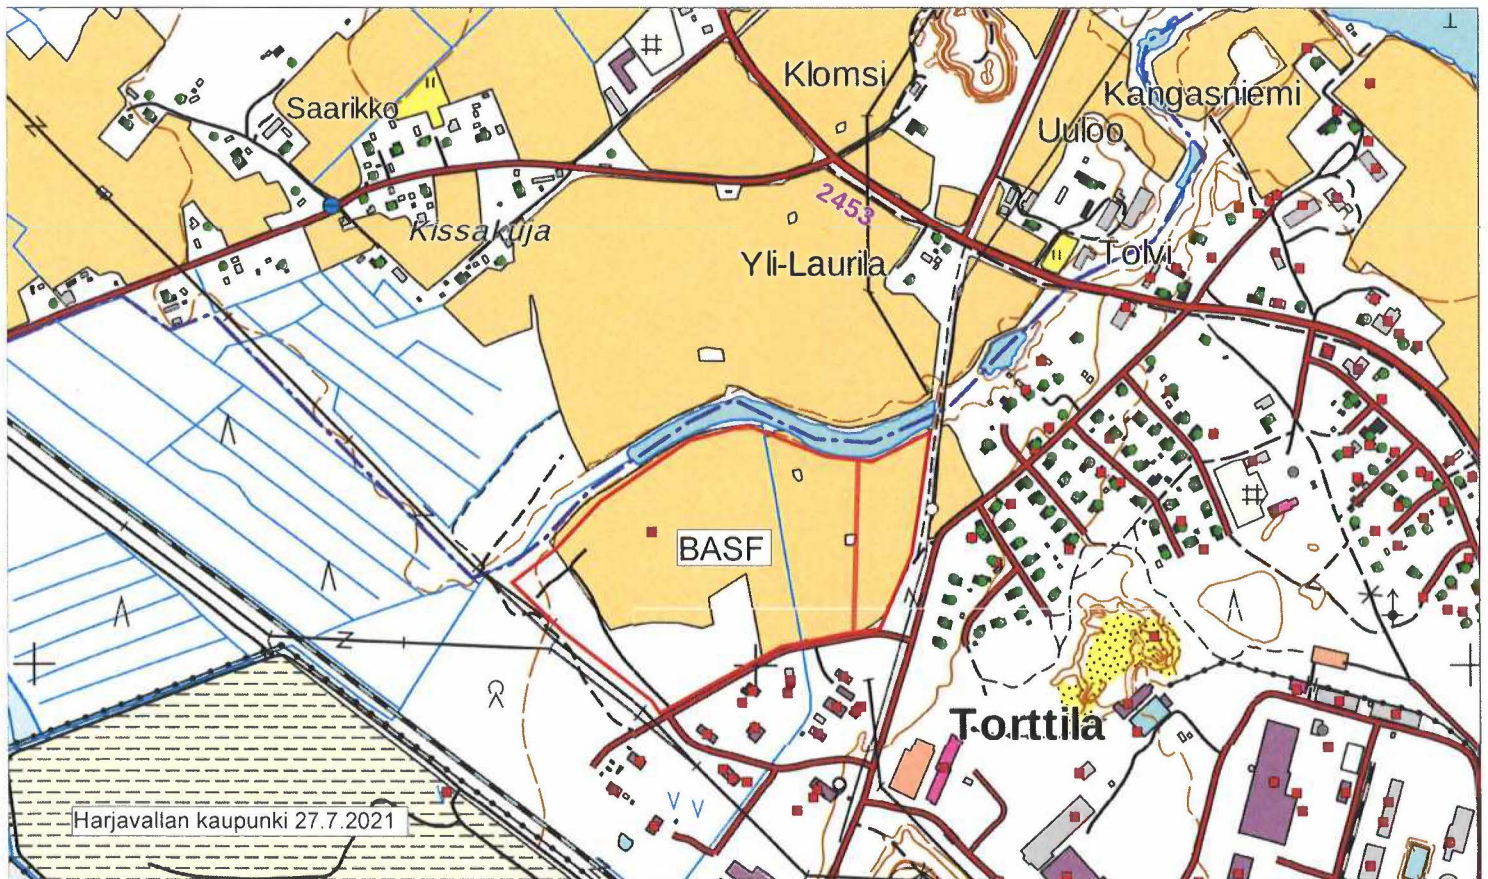 Klomsi
Saarikko
Kangasniemi
Uuloo
2453
Kissakuja
Yli-Laurila
Tolvi
BASF
Torttila
Harjavallan kaupunki 27.7.2021